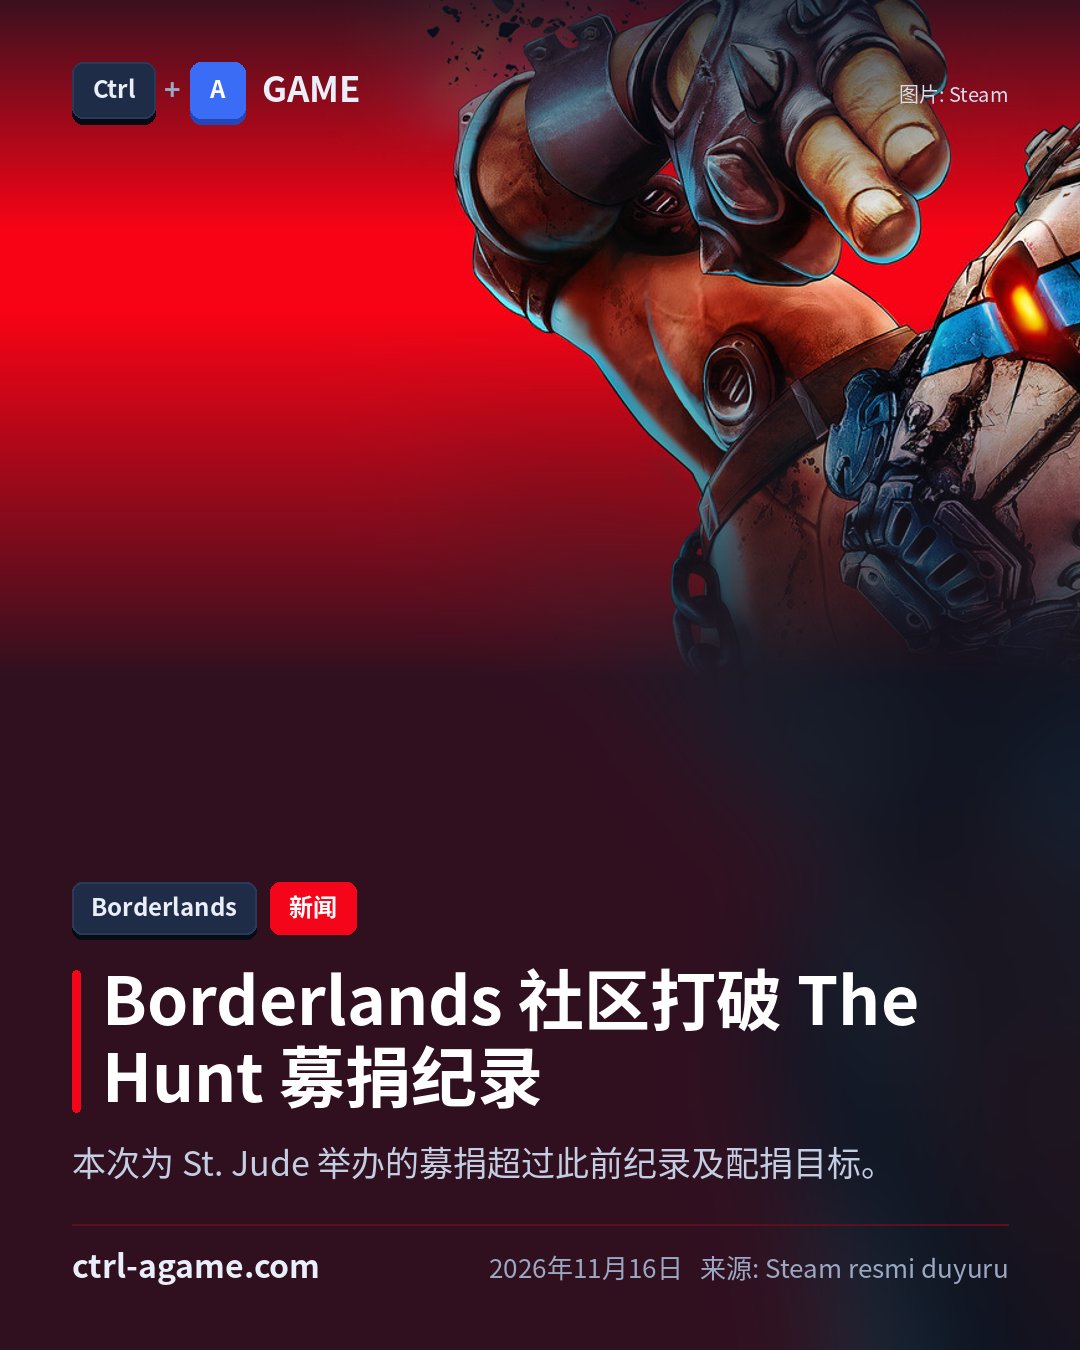 Ctrl + A GAME
图片: Steam
Borderlands 新闻
Borderlands 社区打破 The
Hunt 募捐纪录
本次为 St. Jude 举办的募捐超过此前纪录及配捐目标。
ctrl-agame.com
2026年11月16日 来源: Steam resmi duyuru